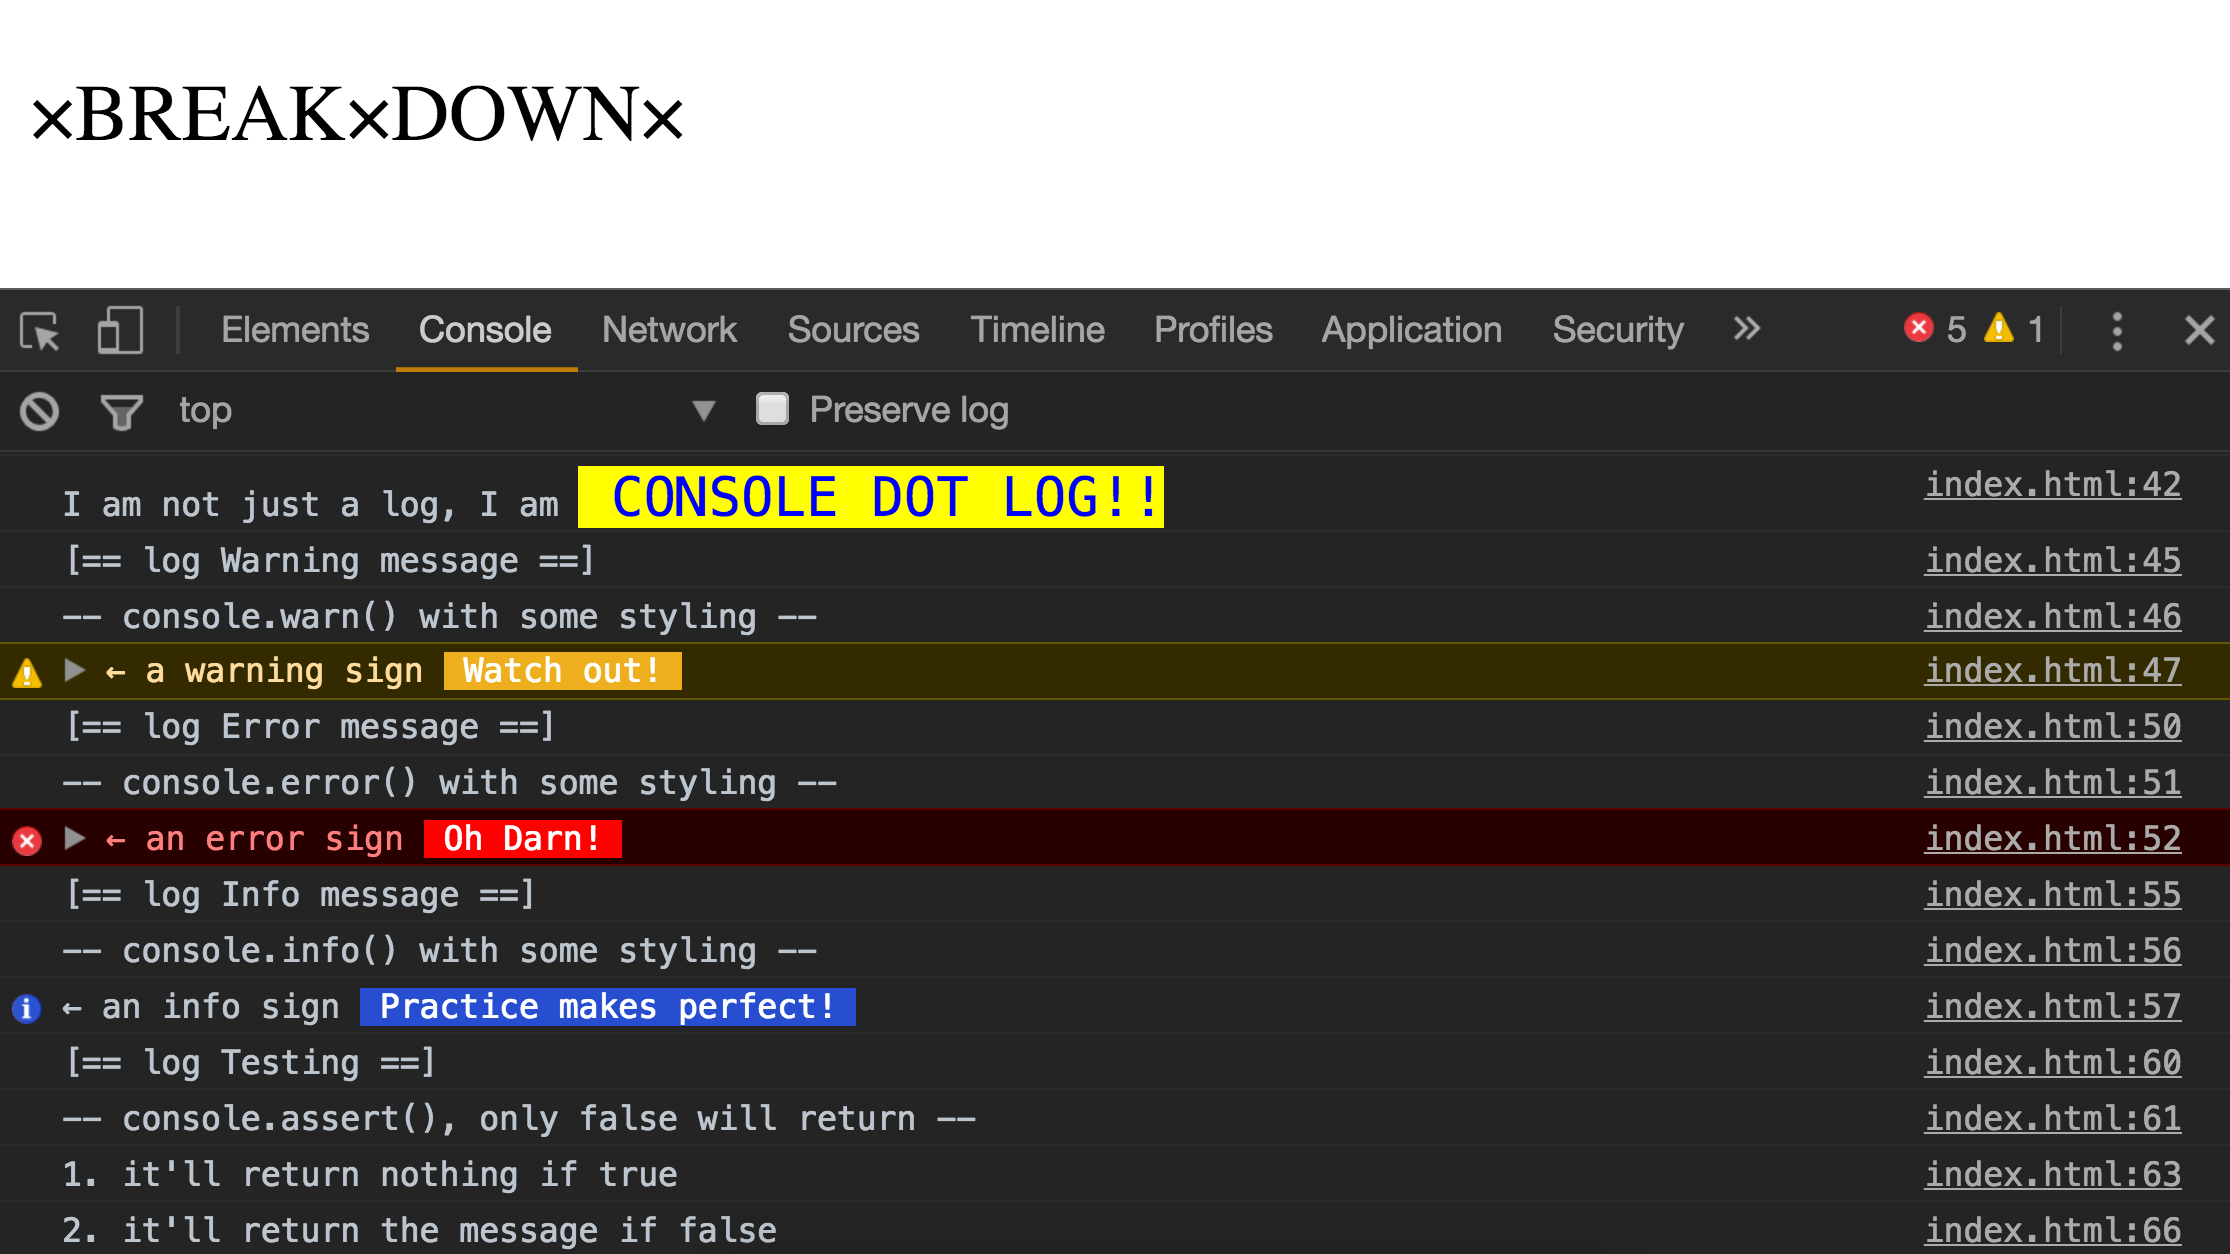 ×BREAK×DOWN×
Elements Console Network Sources Timeline Profiles Application Security » 5 1
top ▼ Preserve log
I am not just a log, I am CONSOLE DOT LOG!! index.html:42
[== log Warning message ==] index.html:45
-- console.warn() with some styling -- index.html:46
← a warning sign Watch out! index.html:47
[== log Error message ==] index.html:50
-- console.error() with some styling -- index.html:51
← an error sign Oh Darn! index.html:52
[== log Info message ==] index.html:55
-- console.info() with some styling -- index.html:56
← an info sign Practice makes perfect! index.html:57
[== log Testing ==] index.html:60
-- console.assert(), only false will return -- index.html:61
1. it'll return nothing if true index.html:63
2. it'll return the message if false index.html:66